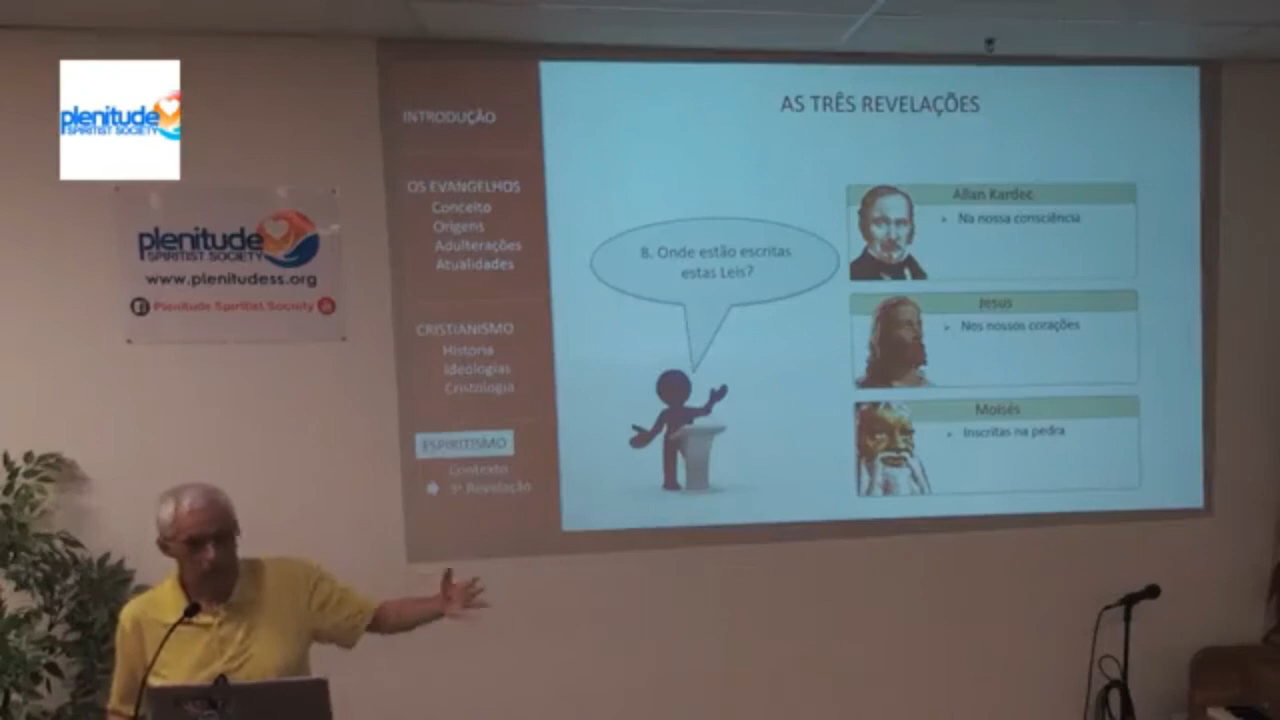 plenitude
SPIRITIST SOCIETY
plenitude
SPIRITIST SOCIETY
www.plenitudess.org
Plenitude Spiritist Society
INTRODUÇÃO
OS EVANGELHOS
Conceito
Origens
Adulterações
Atualidades
CRISTIANISMO
História
Ideologias
Cristologia
ESPIRITISMO
Contexto
3ª Revelação
AS TRÊS REVELAÇÕES
8. Onde estão escritas
estas Leis?
Allan Kardec
Na nossa consciência
Jesus
Nos nossos corações
Moisés
Inscritas na pedra